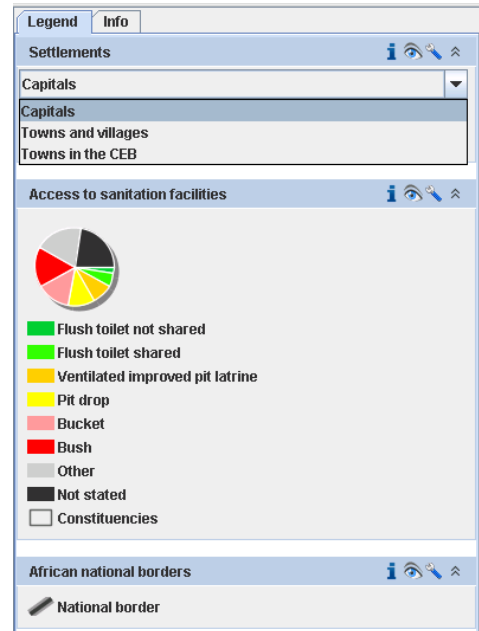 Legend Info
Settlements
Capitals
Capitals
Towns and villages
Towns in the CEB
Access to sanitation facilities
Flush toilet not shared
Flush toilet shared
Ventilated improved pit latrine
Pit drop
Bucket
Bush
Other
Not stated
Constituencies
African national borders
National border